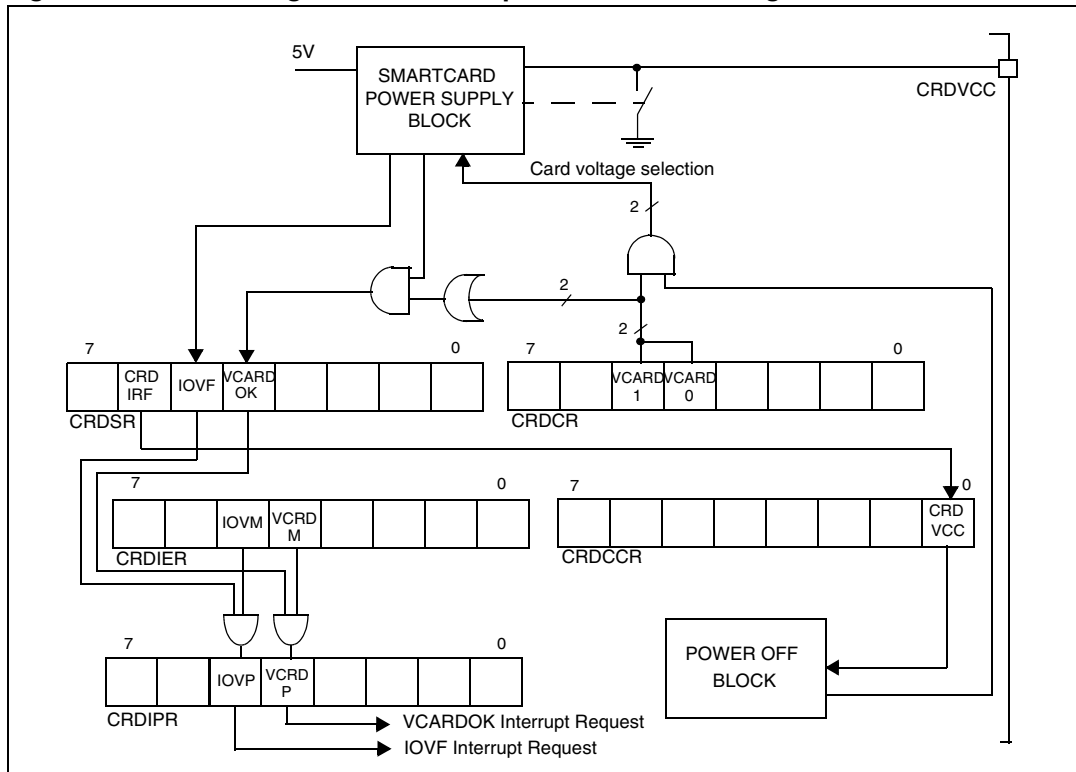 5V
SMARTCARD
POWER SUPPLY
BLOCK
CRDVCC
Card voltage selection
2
2
2
7
0
CRD
IRF
IOVF
VCARD
OK
CRDSR
7
0
VCARD
1
VCARD
0
CRDCR
7
0
IOVM
VCRD
M
CRDIER
7
0
CRD
VCC
CRDCCR
7
0
IOVP
VCRD
P
CRDIPR
POWER OFF
BLOCK
VCARDOK Interrupt Request
IOVF Interrupt Request